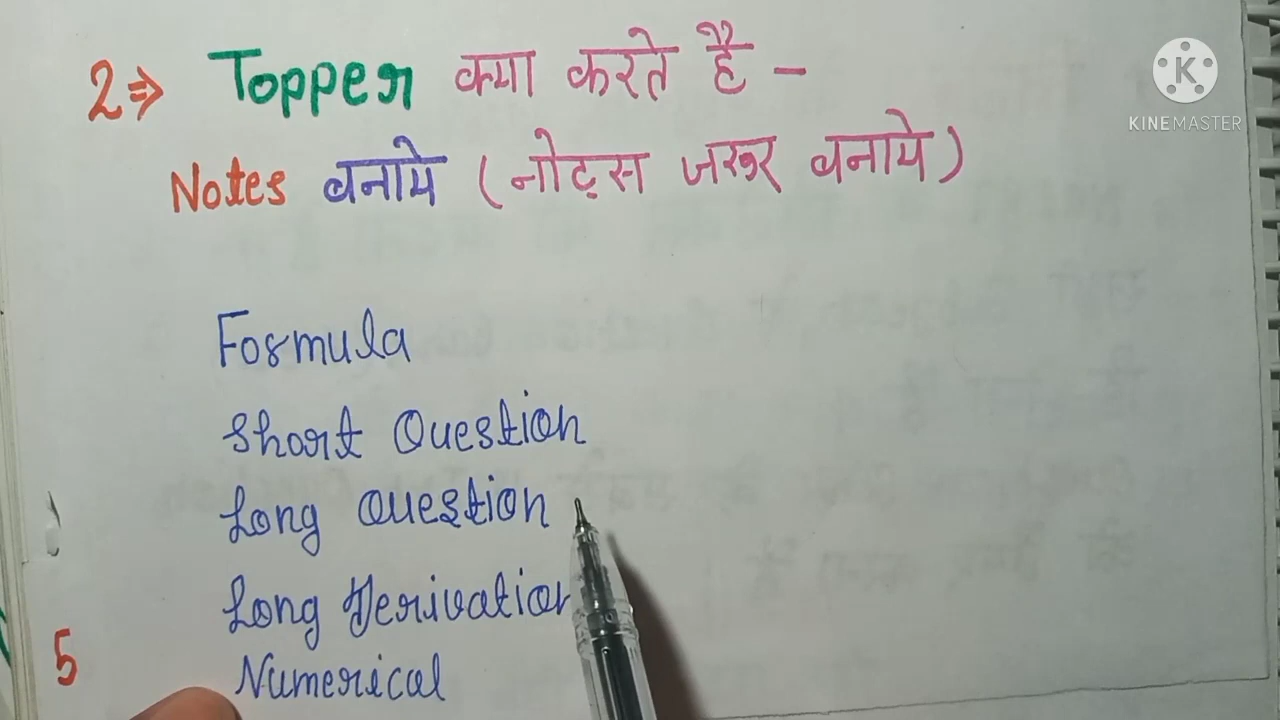 2⇒ Topper क्या करते है -
KINEMASTER
Notes बनाये (नोट्स जरूर बनाये)
Formula
Short Question
Long Question
Long Derivation
5
Numerical